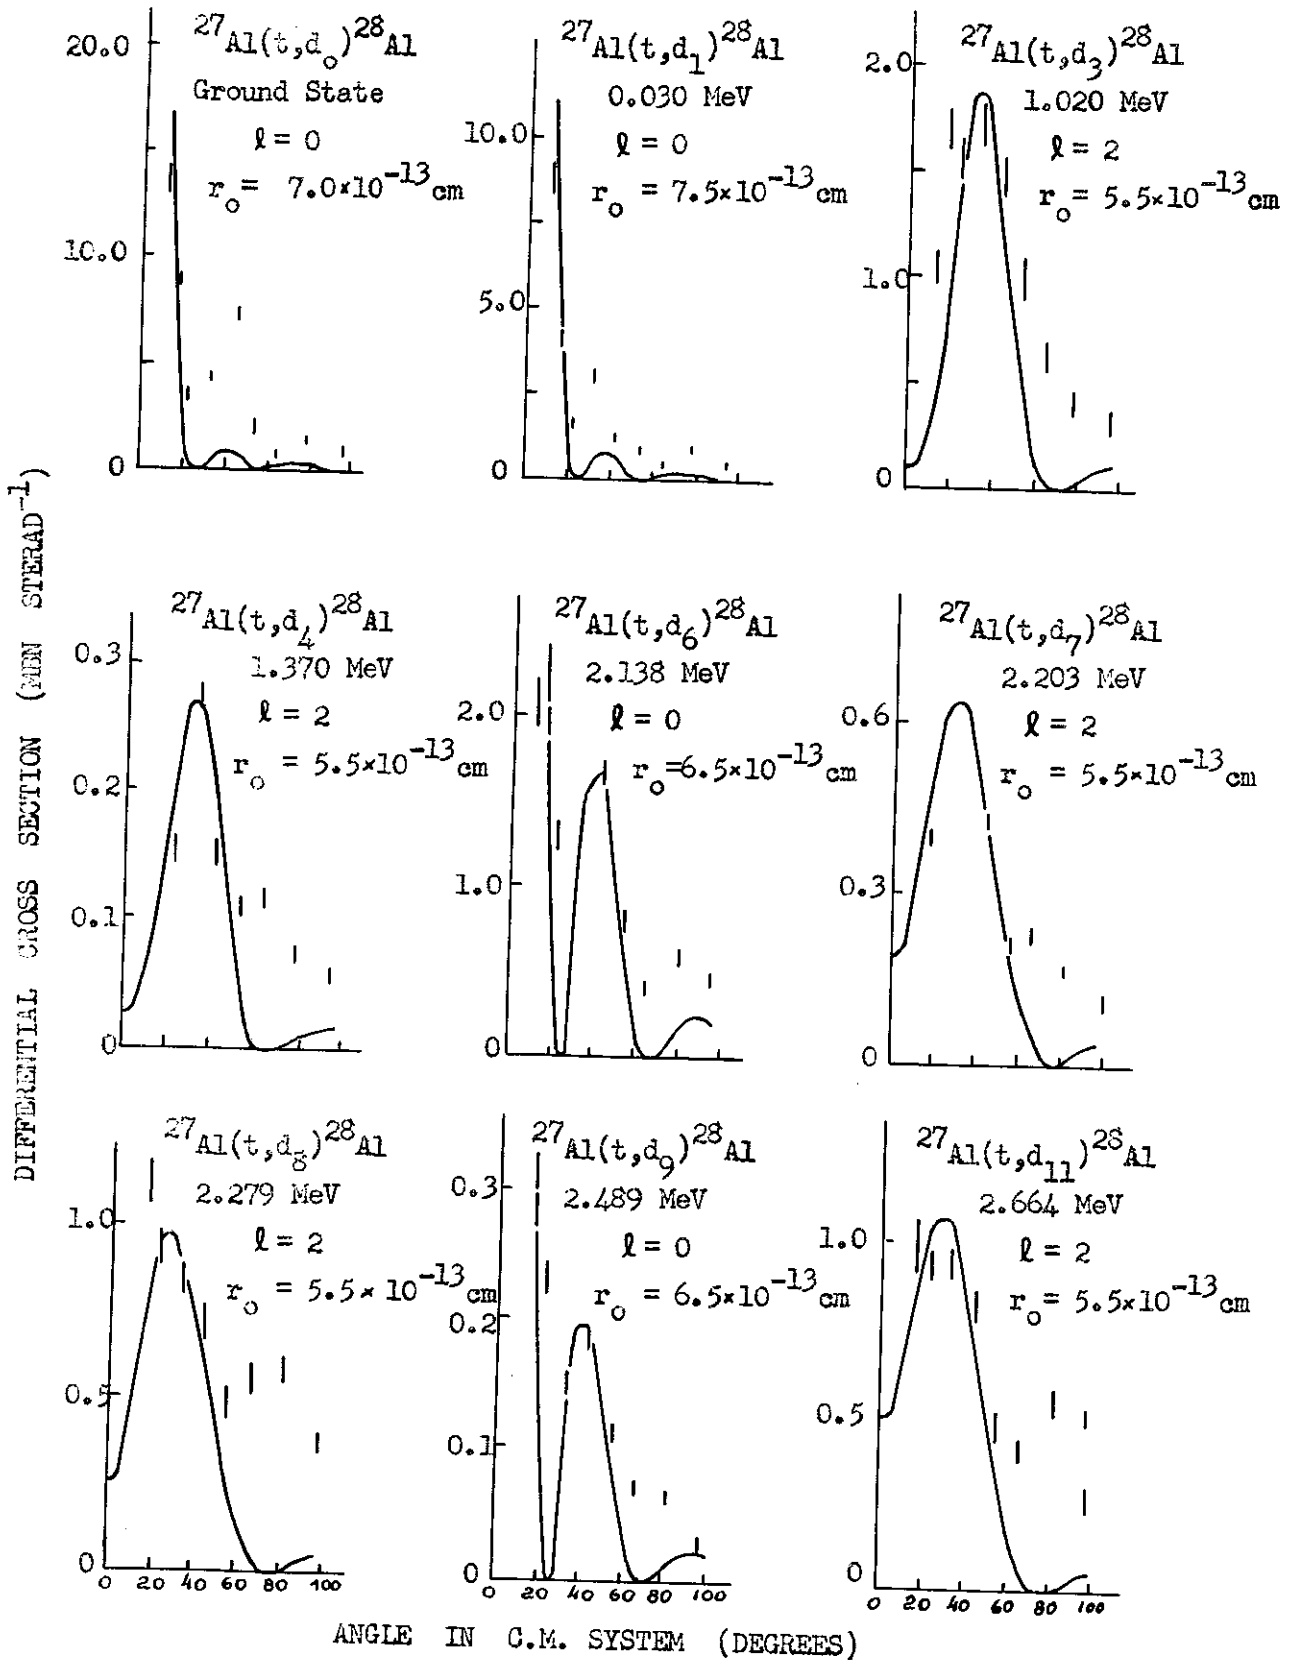 27Al(t,d0)28Al
Ground State
ℓ = 0
r0 = 7.0×10-13cm
20.0
10.0
0
27Al(t,d1)28Al
0.030 MeV
ℓ = 0
r0 = 7.5×10-13cm
10.0
5.0
0
27Al(t,d3)28Al
1.020 MeV
ℓ = 2
r0 = 5.5×10-13cm
2.0
1.0
0
27Al(t,d4)28Al
1.370 MeV
ℓ = 2
r0 = 5.5×10-13cm
0.3
0.2
0.1
0
27Al(t,d6)28Al
2.138 MeV
ℓ = 0
r0=6.5×10-13cm
2.0
1.0
0
27Al(t,d7)28Al
2.203 MeV
ℓ = 2
r0 = 5.5×10-13cm
0.6
0.3
0
27Al(t,d8)28Al
2.279 MeV
ℓ = 2
r0 = 5.5× 10-13cm
1.0
0.5
0
0 20 40 60 80 100
27Al(t,d9)28Al
2.489 MeV
ℓ = 0
r0 = 6.5×10-13cm
0.3
0.2
0.1
0
0 20 40 60 80 100
27Al(t,d11)28Al
2.664 MeV
ℓ = 2
r0= 5.5×10-13cm
1.0
0.5
0
0 20 40 60 80 100
DIFFERENTIAL CROSS SECTION (MBN STERAD-1)
ANGLE IN C.M. SYSTEM (DEGREES)